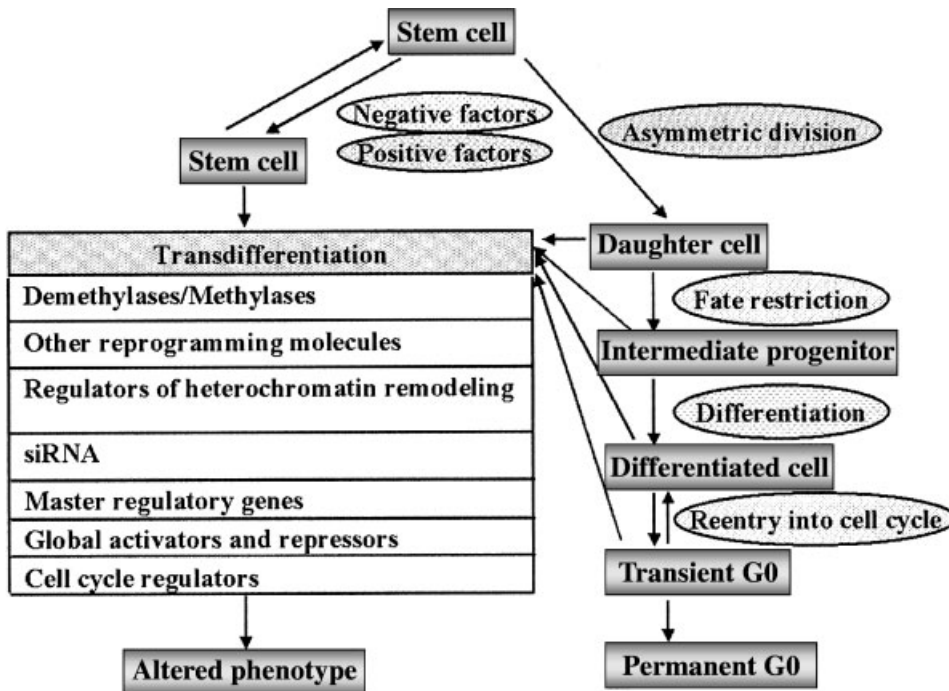 Stem cell
Negative factors
Positive factors
Asymmetric division
Stem cell
Transdifferentiation
Demethylases/Methylases
Other reprogramming molecules
Regulators of heterochromatin remodeling
siRNA
Master regulatory genes
Global activators and repressors
Cell cycle regulators
Altered phenotype
Daughter cell
Fate restriction
Intermediate progenitor
Differentiation
Differentiated cell
Reentry into cell cycle
Transient G0
Permanent G0